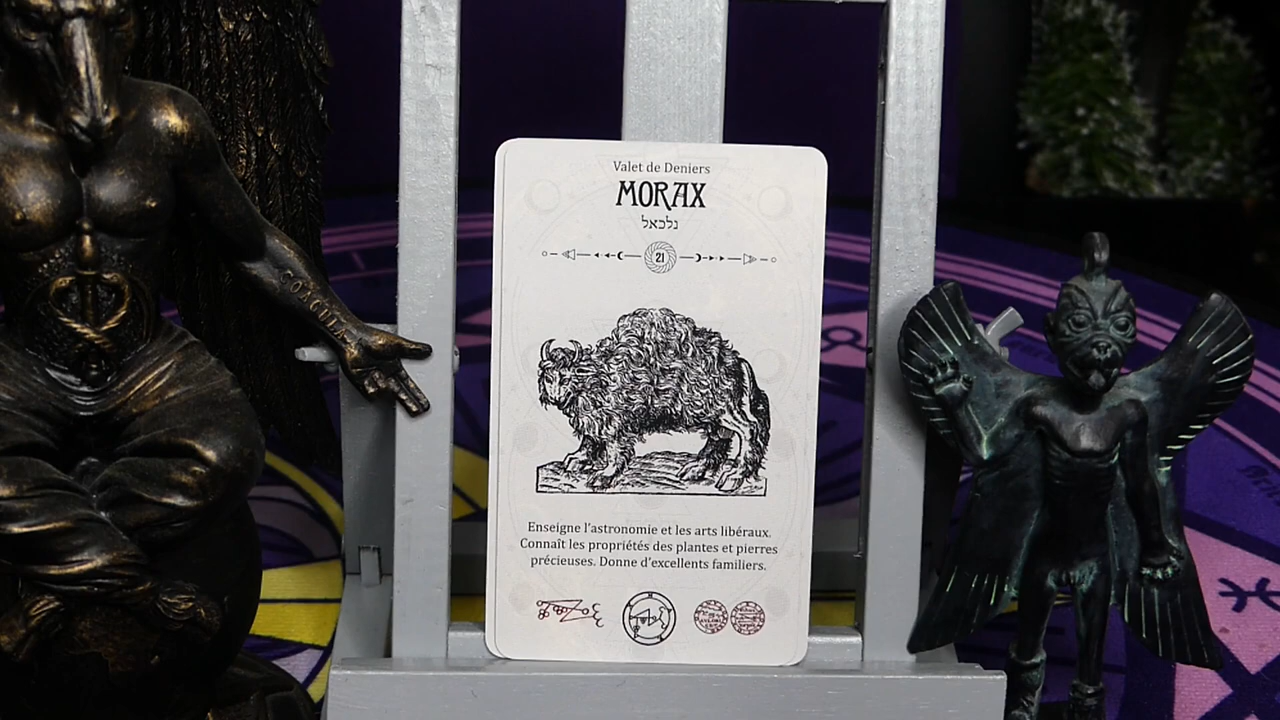 Valet de Deniers
MORAX
נלכאל
21
COAGULA
Enseigne l'astronomie et les arts libéraux.
Connaît les propriétés des plantes et pierres
précieuses. Donne d'excellents familiers.